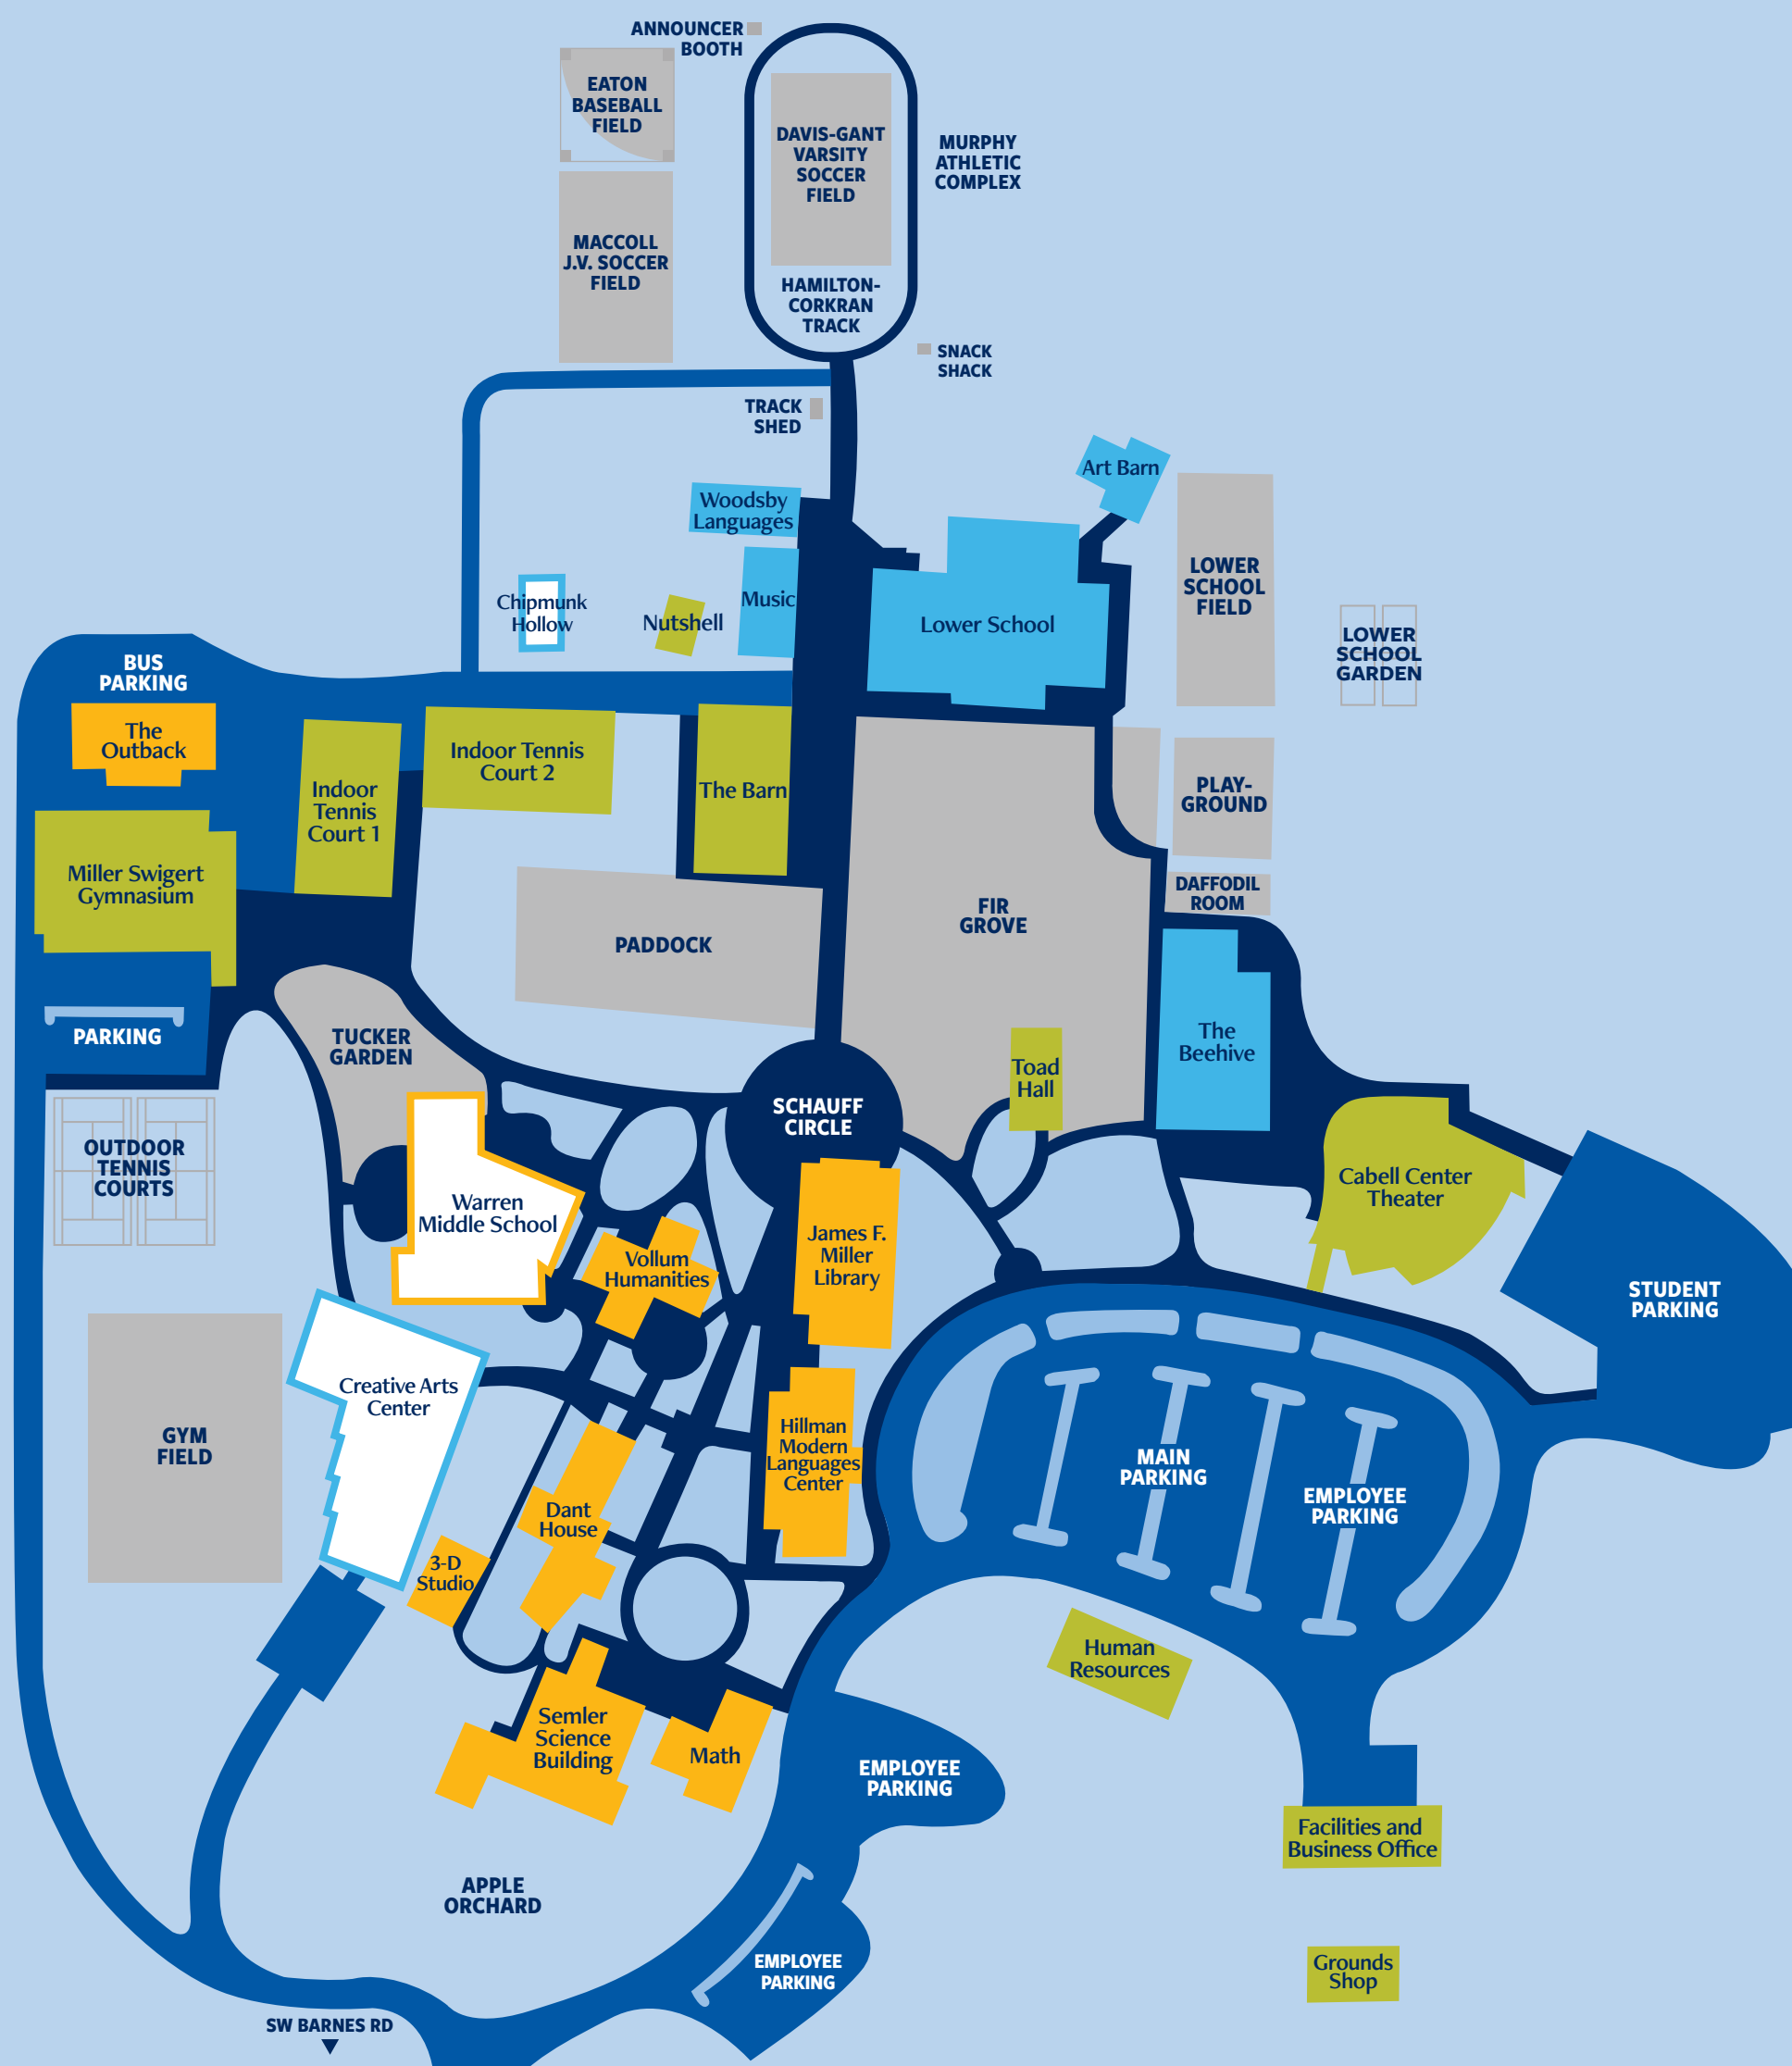 ANNOUNCER
BOOTH
EATON
BASEBALL
FIELD
DAVIS-GANT
VARSITY
SOCCER
FIELD
MURPHY
ATHLETIC
COMPLEX
MACCOLL
J.V. SOCCER
FIELD
HAMILTON-
CORKRAN
TRACK
SNACK
SHACK
TRACK
SHED
Art Barn
Woodsby
Languages
LOWER
SCHOOL
FIELD
Chipmunk
Hollow
Nutshell
Music
Lower School
LOWER
SCHOOL
GARDEN
BUS
PARKING
The
Outback
Indoor Tennis
Court 2
Indoor
Tennis
Court 1
The Barn
PLAY-
GROUND
Miller Swigert
Gymnasium
DAFFODIL
ROOM
FIR
GROVE
PADDOCK
PARKING
TUCKER
GARDEN
The
Beehive
Toad
Hall
SCHAUFF
CIRCLE
OUTDOOR
TENNIS
COURTS
Cabell Center
Theater
Warren
Middle School
James F.
Miller
Library
Vollum
Humanities
STUDENT
PARKING
Creative Arts
Center
GYM
FIELD
Hillman
Modern
Languages
Center
MAIN
PARKING
EMPLOYEE
PARKING
Dant
House
3-D
Studio
Human
Resources
Semler
Science
Building
Math
EMPLOYEE
PARKING
Facilities and
Business Office
APPLE
ORCHARD
EMPLOYEE
PARKING
Grounds
Shop
SW BARNES RD